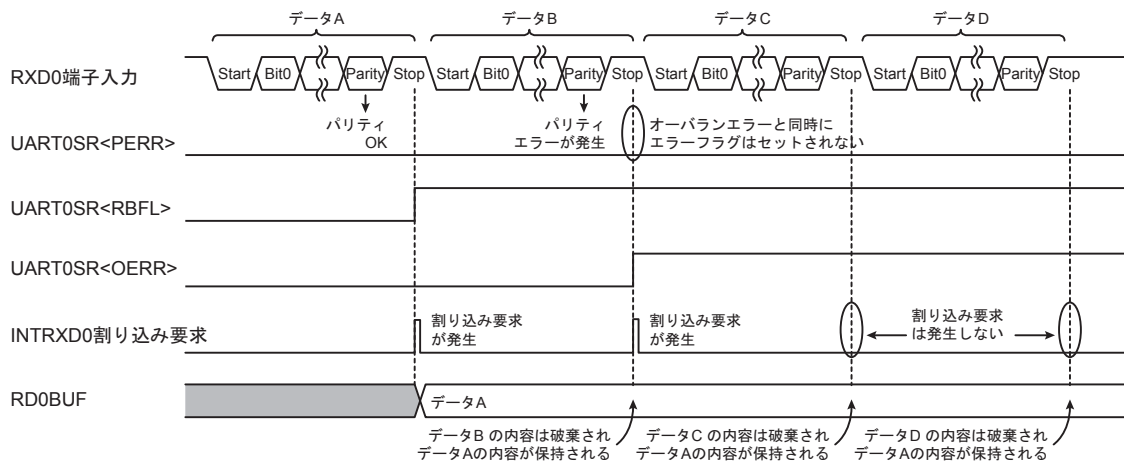 データA データB データC データD
RXD0端子入力 Start Bit0 Parity Stop Start Bit0 Parity Stop Start Bit0 Parity Stop Start Bit0 Parity Stop
パリティ
OK
パリティ
エラーが発生
オーバランエラーと同時に
エラーフラグはセットされない
UART0SR<PERR>
UART0SR<RBFL>
UART0SR<OERR>
INTRXD0割り込み要求
割り込み要求
が発生
割り込み要求
が発生
割り込み要求
は発生しない
RD0BUF
データA
データB の内容は破棄され
データAの内容が保持される
データC の内容は破棄され
データAの内容が保持される
データD の内容は破棄され
データAの内容が保持される